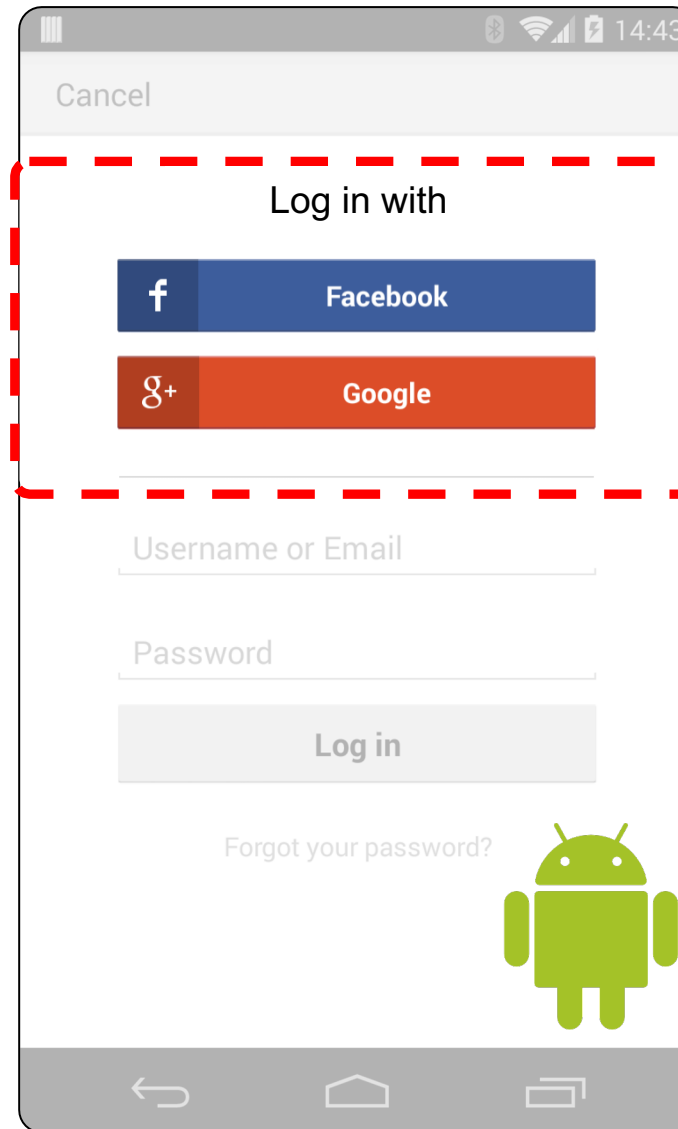 14:43
Cancel
Log in with
f Facebook
g+ Google
Username or Email
Password
Log in
Forgot your password?